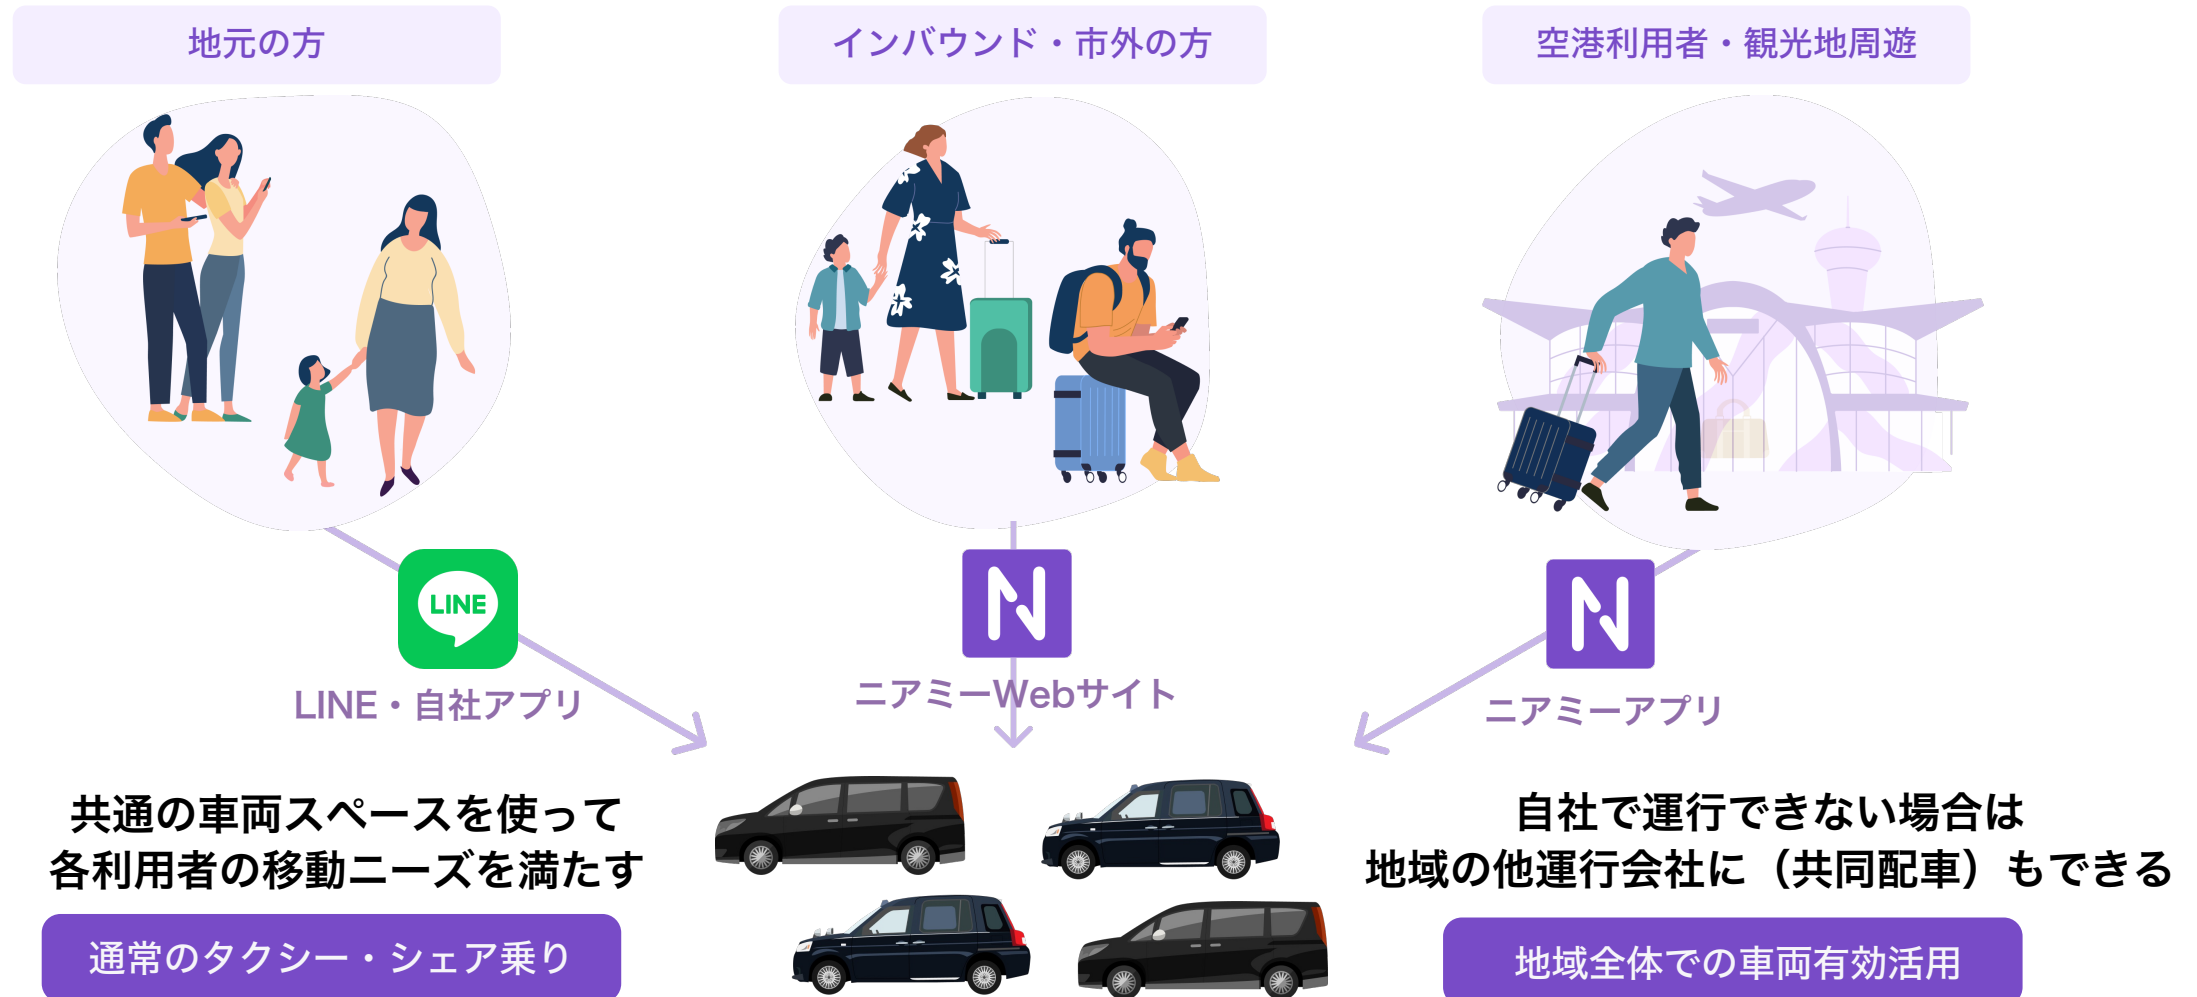 地元の方
インバウンド・市外の方
空港利用者・観光地周遊
LINE
LINE・自社アプリ
ニアミーWebサイト
ニアミーアプリ
共通の車両スペースを使って
各利用者の移動ニーズを満たす
通常のタクシー・シェア乗り
自社で運行できない場合は
地域の他運行会社に（共同配車）もできる
地域全体での車両有効活用